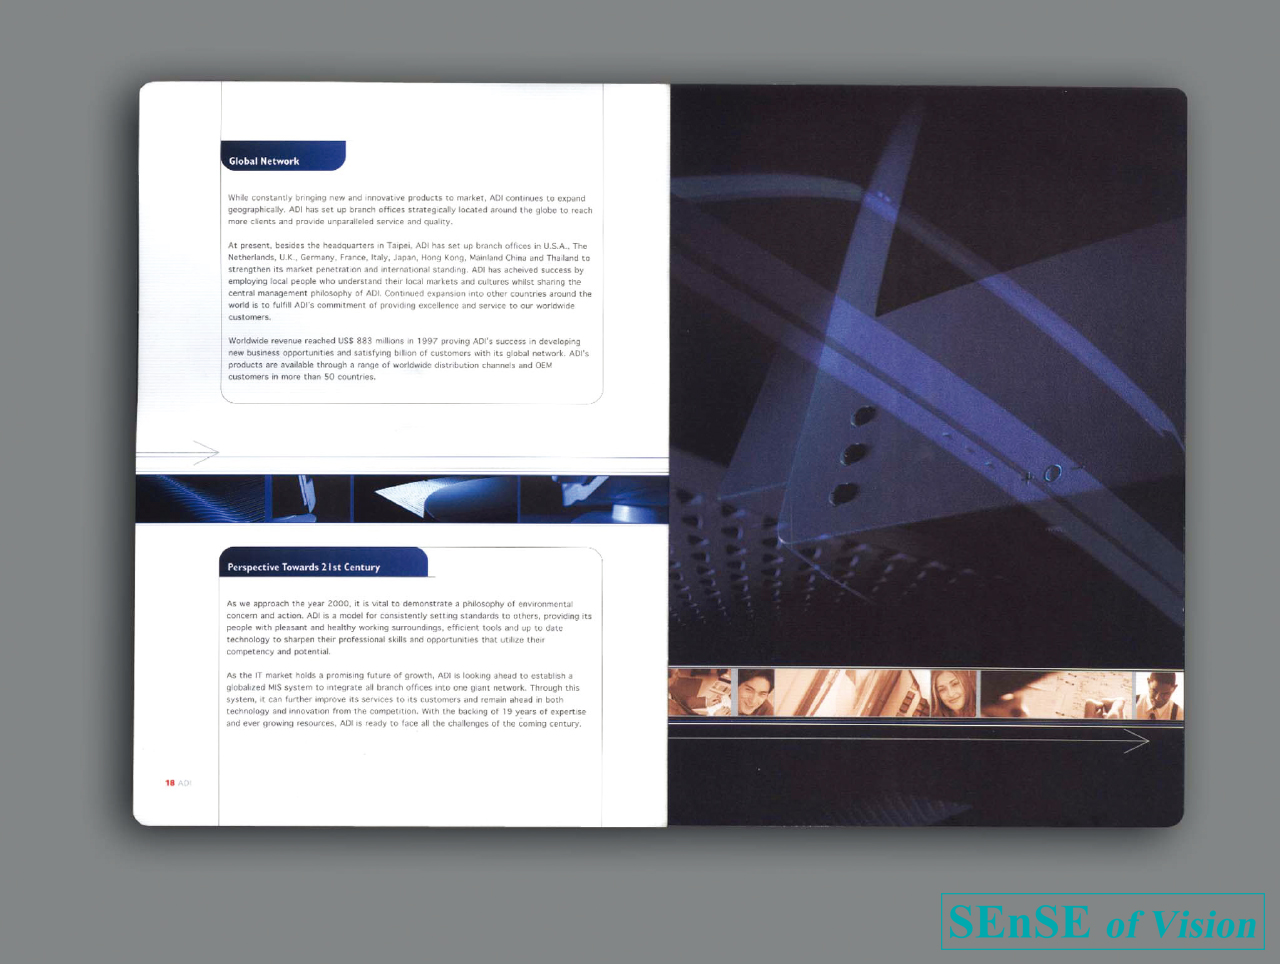 Global Network
While constantly bringing new and innovative products to market, ADI continues to expand
geographically. ADI has set up branch offices strategically located around the globe to reach
more clients and provide unparalleled service and quality.
At present, besides the headquarters in Taipei, ADI has set up branch offices in U.S.A., The
Netherlands, U.K., Germany, France, Italy, Japan, Hong Kong, Mainland China and Thailand to
strengthen its market penetration and international standing. ADI has acheived success by
employing local people who understand their local markets and cultures whilst sharing the
central management philosophy of ADI. Continued expansion into other countries around the
world is to fulfill ADI's commitment of providing excellence and service to our worldwide
customers.
Worldwide revenue reached US$ 883 millions in 1997 proving ADI's success in developing
new business opportunities and satisfying billion of customers with its global network. ADI's
products are available through a range of worldwide distribution channels and OEM
customers in more than 50 countries.
Perspective Towards 21st Century
As we approach the year 2000, it is vital to demonstrate a philosophy of environmental
concern and action. ADI is a model for consistently setting standards to others, providing its
people with pleasant and healthy working surroundings, efficient tools and up to date
technology to sharpen their professional skills and opportunities that utilize their
competency and potential.
As the IT market holds a promising future of growth, ADI is looking ahead to establish a
globalized MIS system to integrate all branch offices into one giant network. Through this
system, it can further improve its services to its customers and remain ahead in both
technology and innovation from the competition. With the backing of 19 years of expertise
and ever growing resources, ADI is ready to face all the challenges of the coming century.
18 ADI
SEnSE of Vision